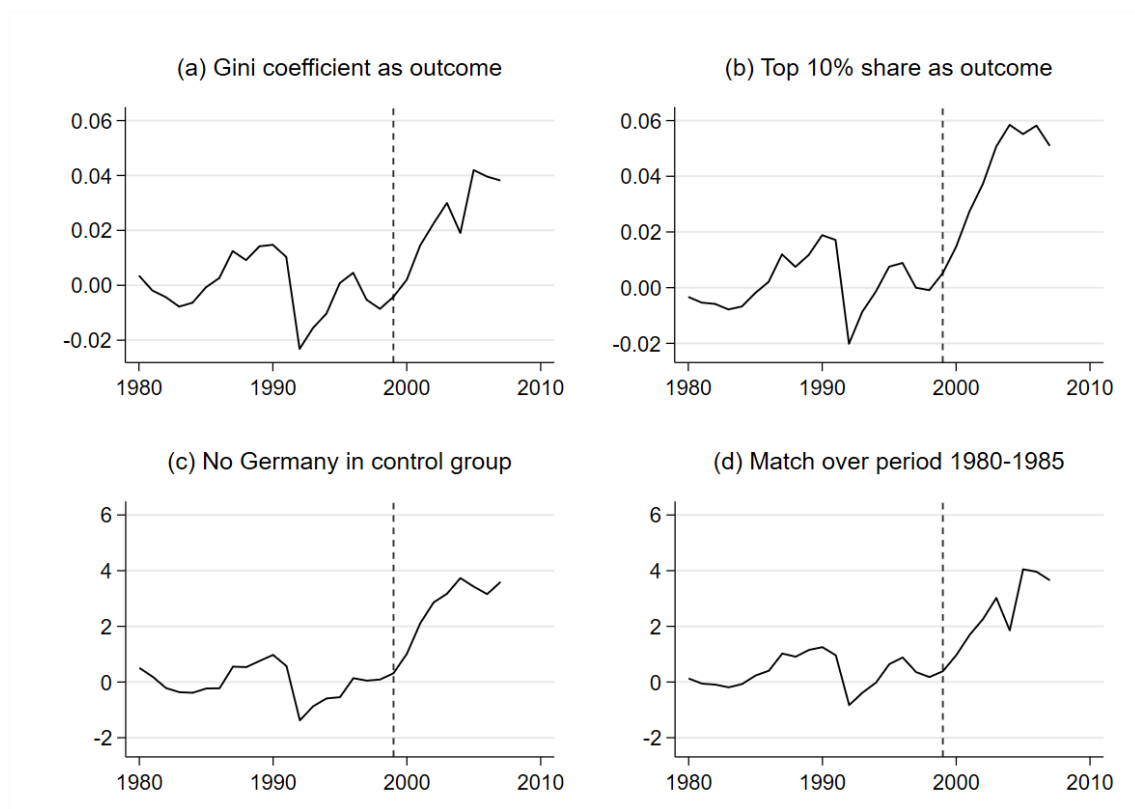 (a) Gini coefficient as outcome
0.06
0.04
0.02
0.00
-0.02
1980 1990 2000 2010
(b) Top 10% share as outcome
0.06
0.04
0.02
0.00
-0.02
1980 1990 2000 2010
(c) No Germany in control group
6
4
2
0
-2
1980 1990 2000 2010
(d) Match over period 1980-1985
6
4
2
0
-2
1980 1990 2000 2010